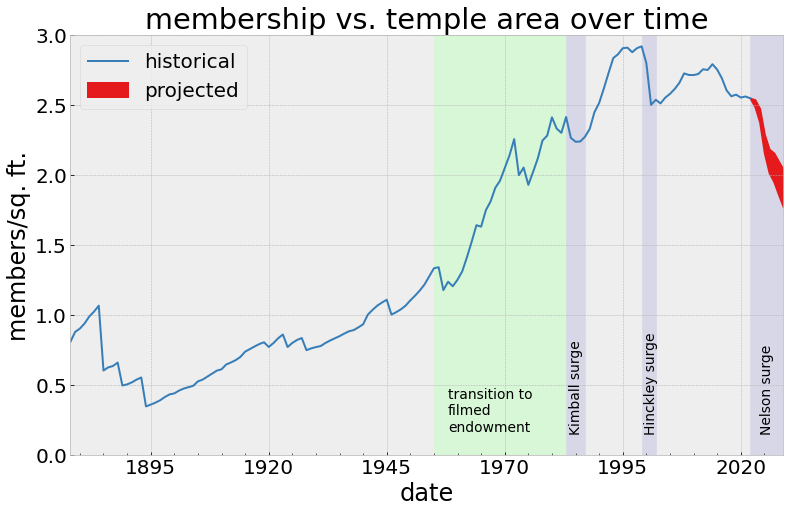 membership vs. temple area over time
3.0
historical
projected
2.5
2.0
members/sq. ft.
1.5
1.0
0.5
transition to
filmed
endowment
Kimball surge
Hinckley surge
Nelson surge
0.0
1895 1920 1945 1970 1995 2020
date